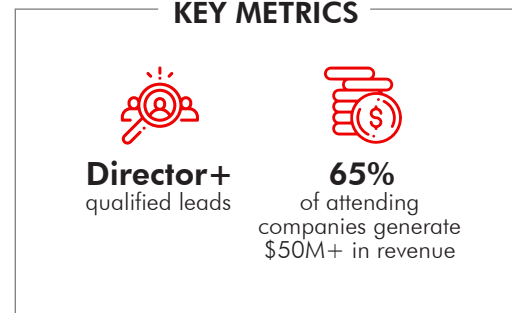 KEY METRICS
Director+
qualified leads
65%
of attending
companies generate
$50M+ in revenue